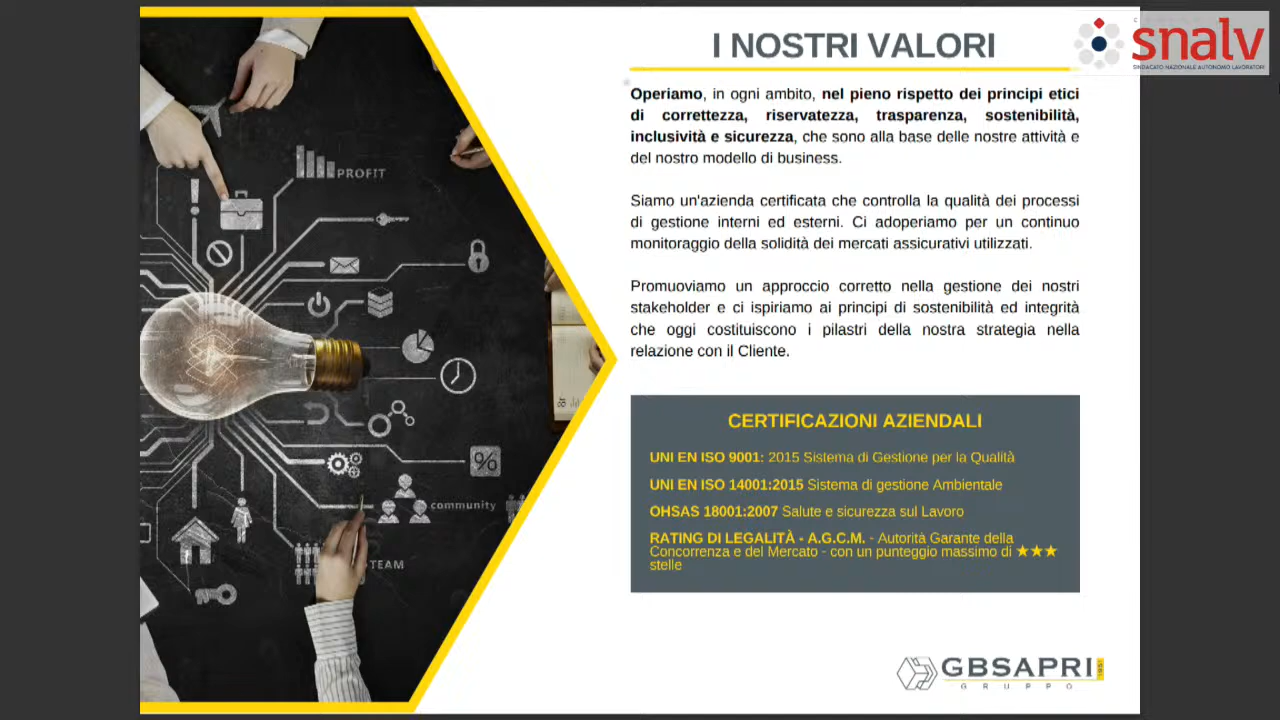 I NOSTRI VALORI
snalv
SINDACATO NAZIONALE AUTONOMO LAVORATORI
Operiamo, in ogni ambito, nel pieno rispetto dei principi etici
di correttezza, riservatezza, trasparenza, sostenibilità,
inclusività e sicurezza, che sono alla base delle nostre attività e
del nostro modello di business.
Siamo un'azienda certificata che controlla la qualità dei processi
di gestione interni ed esterni. Ci adoperiamo per un continuo
monitoraggio della solidità dei mercati assicurativi utilizzati.
Promuoviamo un approccio corretto nella gestione dei nostri
stakeholder e ci ispiriamo ai principi di sostenibilità ed integrità
che oggi costituiscono i pilastri della nostra strategia nella
relazione con il Cliente.
CERTIFICAZIONI AZIENDALI
UNI EN ISO 9001: 2015 Sistema di Gestione per la Qualità
UNI EN ISO 14001:2015 Sistema di gestione Ambientale
OHSAS 18001:2007 Salute e sicurezza sul Lavoro
RATING DI LEGALITÀ - A.G.C.M. - Autorità Garante della
Concorrenza e del Mercato - con un punteggio massimo di ★★★
stelle
PROFIT
%
community
TEAM
GBSAPRI
GRUPPO